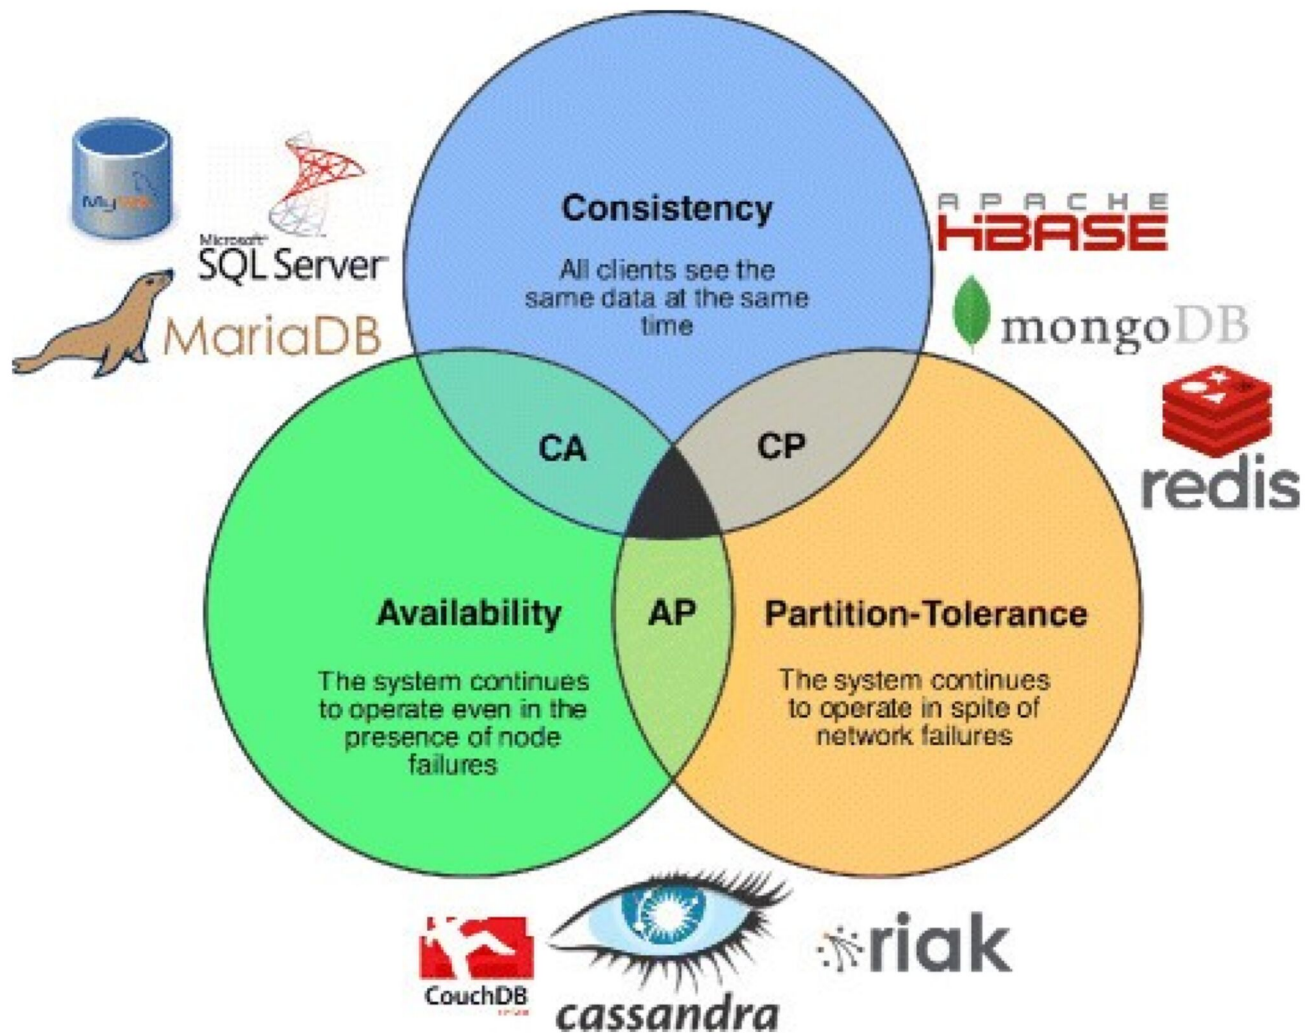 Consistency
All clients see the
same data at the same
time
MySQL
Microsoft
SQL Server
MariaDB
APACHE
HBASE
mongoDB
redis
CA
CP
AP
Availability
The system continues
to operate even in the
presence of node
failures
Partition-Tolerance
The system continues
to operate in spite of
network failures
CouchDB
cassandra
riak